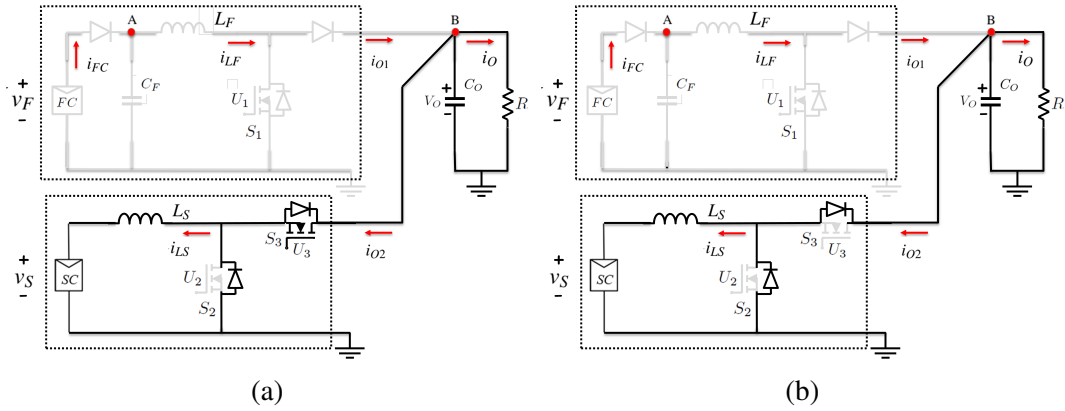 A L_F B
i_FC i_LF i_O1 i_O
C_F C_O
+ v_F − FC U_1 + V_O − R
S_1
L_S
i_LS S_3 U_3 i_O2
+ v_S − SC U_2
S_2
(a)
A L_F B
i_FC i_LF i_O1 i_O
C_F C_O
+ v_F − FC U_1 + V_O − R
S_1
L_S
i_LS S_3 U_3 i_O2
+ v_S − SC U_2
S_2
(b)